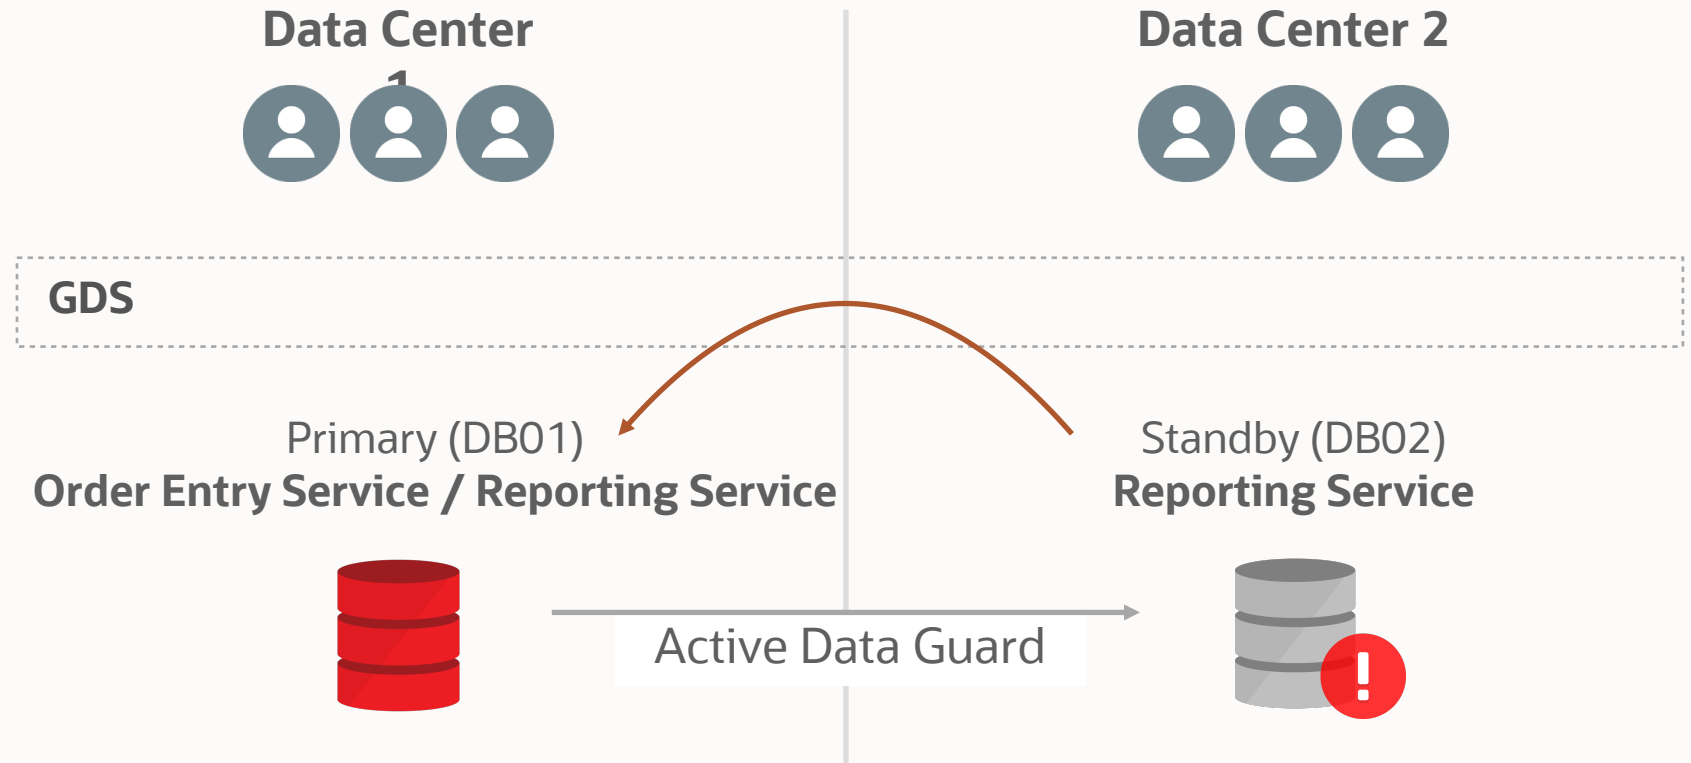 Data Center
1
Data Center 2
GDS
Primary (DB01)
Order Entry Service / Reporting Service
Standby (DB02)
Reporting Service
Active Data Guard
!